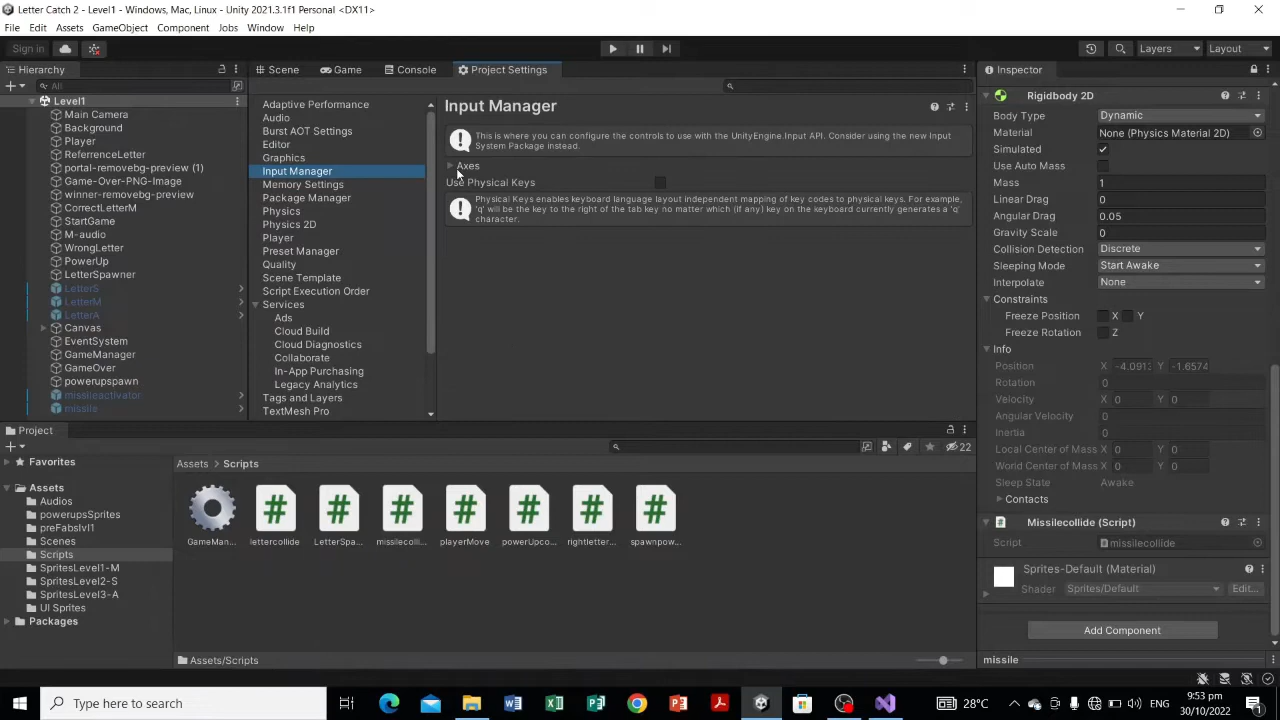 Letter Catch 2 - Level1 - Windows, Mac, Linux - Unity 2021.3.1f1 Personal <DX11>
File Edit Assets GameObject Component Jobs Window Help
Sign in
Layers Layout
Hierarchy
Scene Game Console Project Settings
Inspector
All
Level1
Main Camera
Background
Player
ReferrenceLetter
portal-removebg-preview (1)
Game-Over-PNG-Image
winner-removebg-preview
CorrectLetterM
StartGame
M-audio
WrongLetter
PowerUp
LetterSpawner
LetterS
LetterM
LetterA
Canvas
EventSystem
GameManager
GameOver
powerupspawn
missileactivator
missile
Adaptive Performance
Audio
Burst AOT Settings
Editor
Graphics
Input Manager
Memory Settings
Package Manager
Physics
Physics 2D
Player
Preset Manager
Quality
Scene Template
Script Execution Order
Services
Ads
Cloud Build
Cloud Diagnostics
Collaborate
In-App Purchasing
Legacy Analytics
Tags and Layers
TextMesh Pro
Input Manager
This is where you can configure the controls to use with the UnityEngine.Input API. Consider using the new Input
System Package instead.
Axes
Use Physical Keys
Physical Keys enables keyboard language layout independent mapping of key codes to physical keys. For example,
'q' will be the key to the right of the tab key no matter which (if any) key on the keyboard currently generates a 'q'
character.
Rigidbody 2D
Body Type Dynamic
Material None (Physics Material 2D)
Simulated
Use Auto Mass
Mass 1
Linear Drag 0
Angular Drag 0.05
Gravity Scale 0
Collision Detection Discrete
Sleeping Mode Start Awake
Interpolate None
Constraints
Freeze Position X Y
Freeze Rotation Z
Info
Position X -4.091 Y -1.6574
Rotation 0
Velocity X 0 Y 0
Angular Velocity 0
Inertia 0
Local Center of Mass X 0 Y 0
World Center of Mass X 0 Y 0
Sleep State Awake
Contacts
Missilecollide (Script)
Script missilecollide
Sprites-Default (Material)
Shader Sprites/Default Edit...
Add Component
missile
Project
22
Favorites
Assets
Audios
powerupsSprites
preFabslvl1
Scenes
Scripts
SpritesLevel1-M
SpritesLevel2-S
SpritesLevel3-A
UI Sprites
Packages
Assets > Scripts
GameMan... lettercollide LetterSpa... missilecolli... playerMove powerUpco... rightletter... spawnpow...
Assets/Scripts
Type here to search
28°C
ENG
9:53 pm
30/10/2022
1